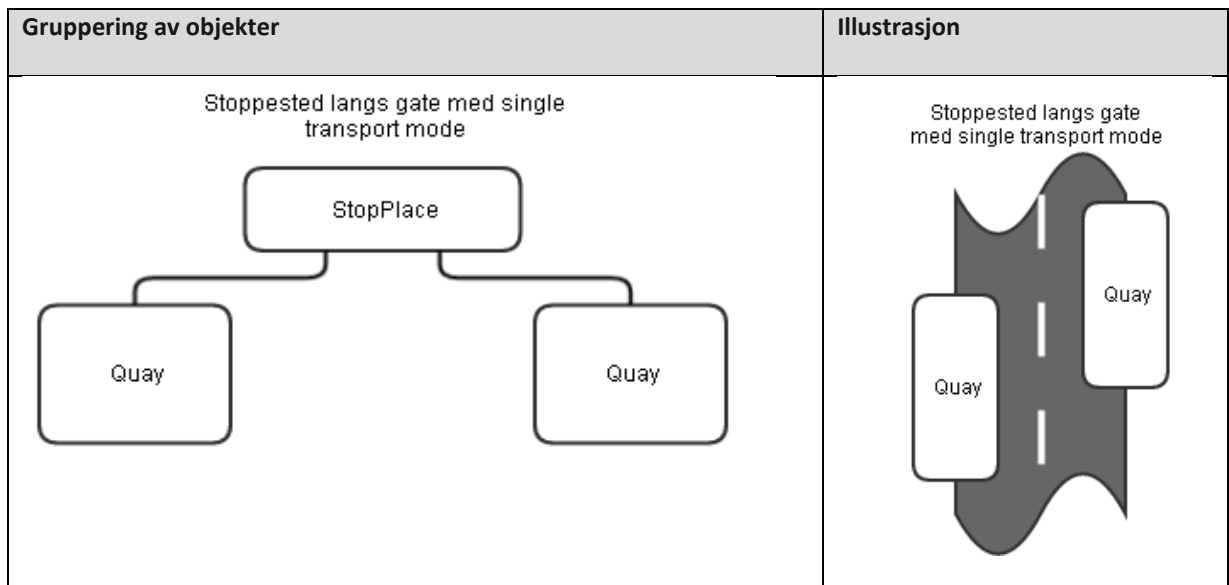 Gruppering av objekter
Illustrasjon
Stoppested langs gate med single
transport mode
StopPlace
Quay
Quay
Stoppested langs gate
med single transport mode
Quay
Quay